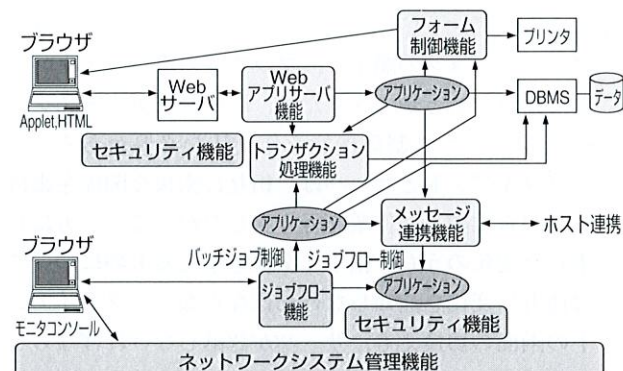 ブラウザ
フォーム
制御機能
プリンタ
Web
サーバ
Web
アプリサーバ
機能
アプリケーション
DBMS
データ
Applet,HTML
セキュリティ機能
トランザクション
処理機能
アプリケーション
メッセージ
連携機能
ホスト連携
ブラウザ
バッチジョブ制御
ジョブフロー制御
ジョブフロー
機能
アプリケーション
モニタコンソール
セキュリティ機能
ネットワークシステム管理機能